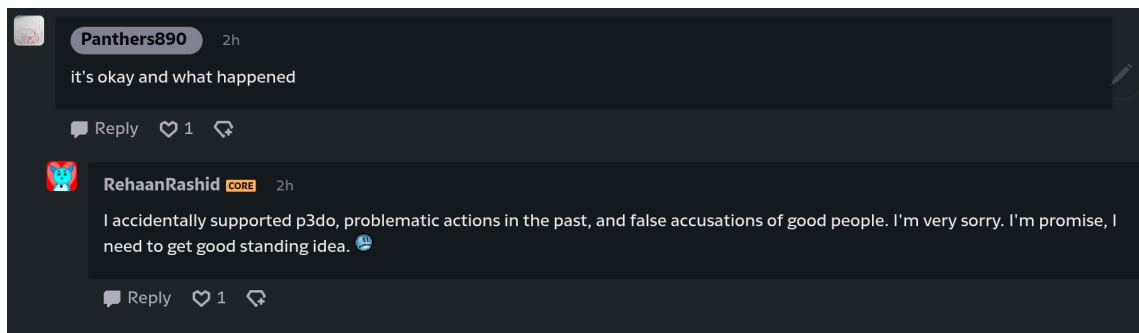 Panthers890 2h
it's okay and what happened
Reply 1
RehaanRashid CORE 2h
I accidentally supported p3do, problematic actions in the past, and false accusations of good people. I'm very sorry. I'm promise, I
need to get good standing idea.
Reply 1